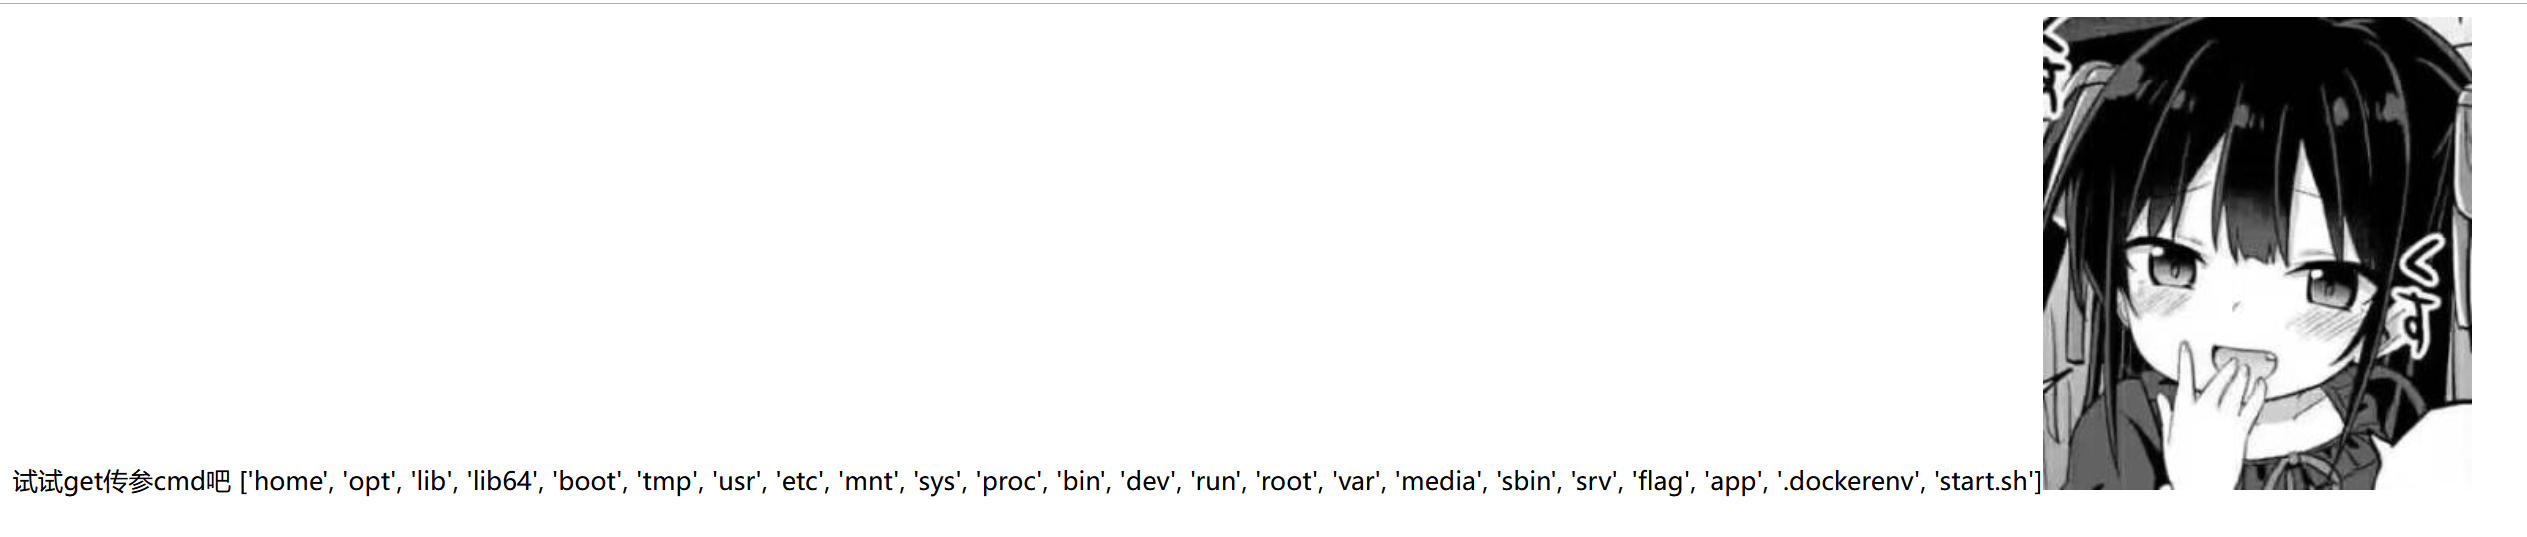 試试get传参cmd吧 ['home', 'opt', 'lib', 'lib64', 'boot', 'tmp', 'usr', 'etc', 'mnt', 'sys', 'proc', 'bin', 'dev', 'run', 'root', 'var', 'media', 'sbin', 'srv', 'flag', 'app', '.dockerenv', 'start.sh']
くす